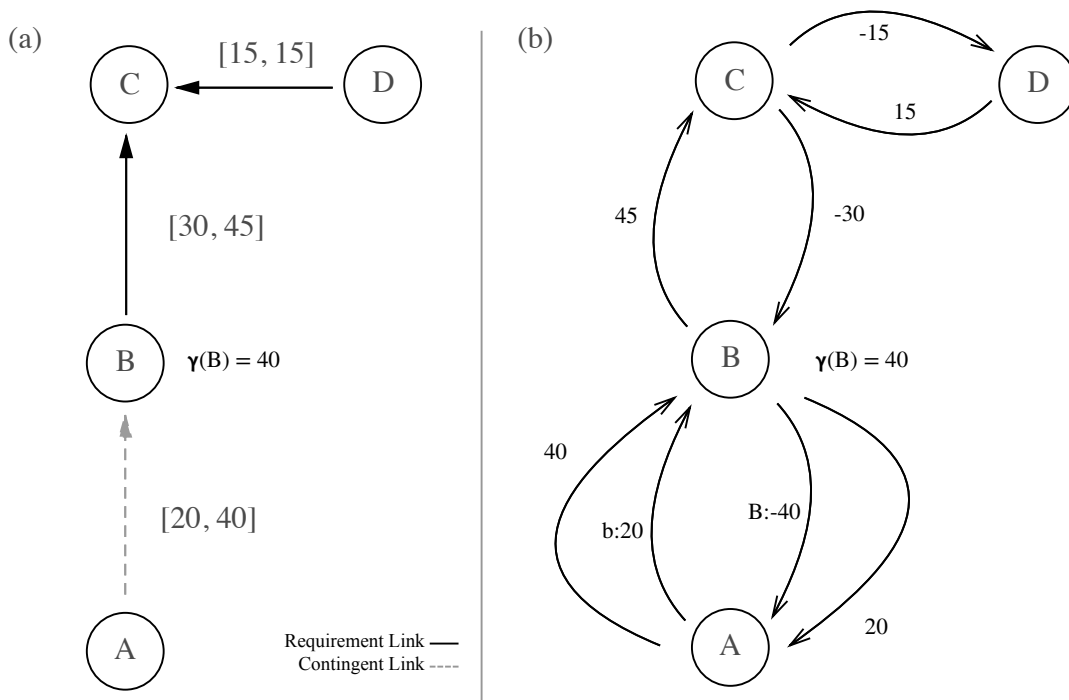 (a)
C
[15, 15]
D
[30, 45]
B
γ(B) = 40
[20, 40]
A
Requirement Link
Contingent Link
(b)
-15
C
D
15
45
-30
B
γ(B) = 40
40
b:20
B:-40
20
A